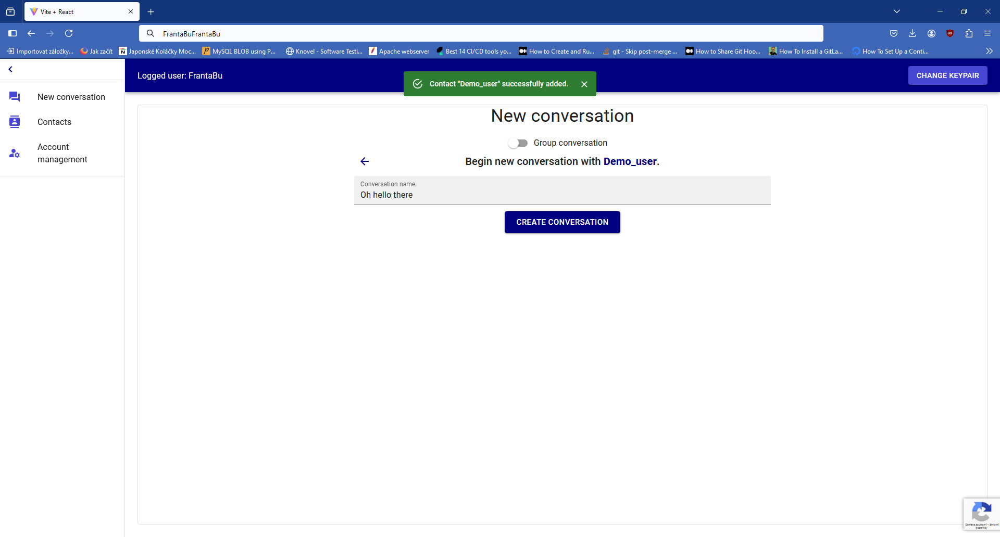 Vite + React
FrantaBuFrantaBu
Importovat záložky... Jak začít Japonské Koláčky Moc... MySQL BLOB using P... Knovel - Software Testi... Apache webserver Best 14 CI/CD tools yo... How to Create and Ru... git - Skip post-merge ... How to Share Git Hoo... How To Install a GitLa... How To Set Up a Conti...
Logged user: FrantaBu
Contact "Demo_user" successfully added.
CHANGE KEYPAIR
New conversation
Contacts
Account
management
New conversation
Group conversation
Begin new conversation with Demo_user.
Conversation name
Oh hello there
CREATE CONVERSATION
Ochrana soukromí - Smluvní
podmínky